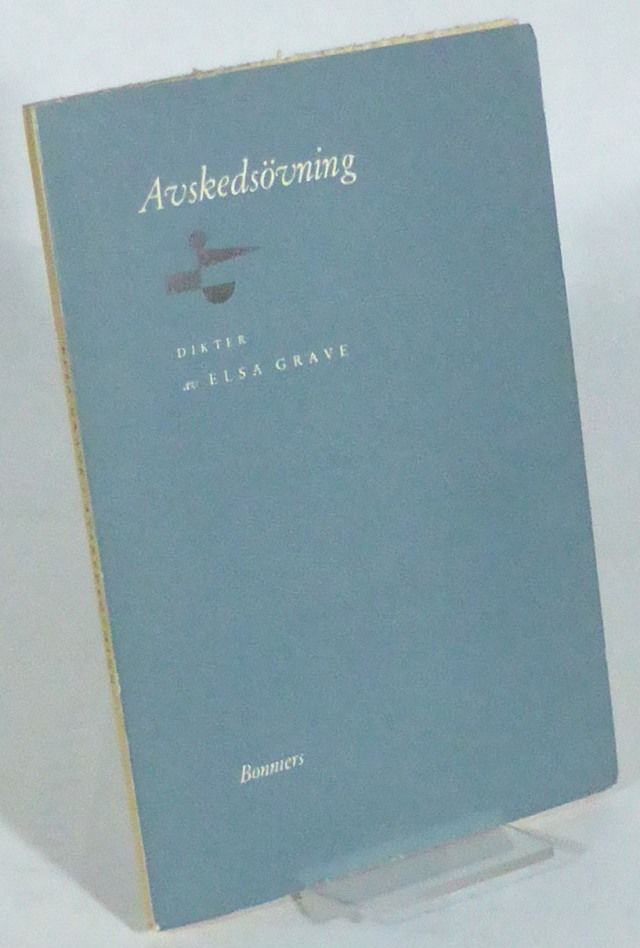 Avskedsövning
DIKTER
av ELSA GRAVE
Bonniers